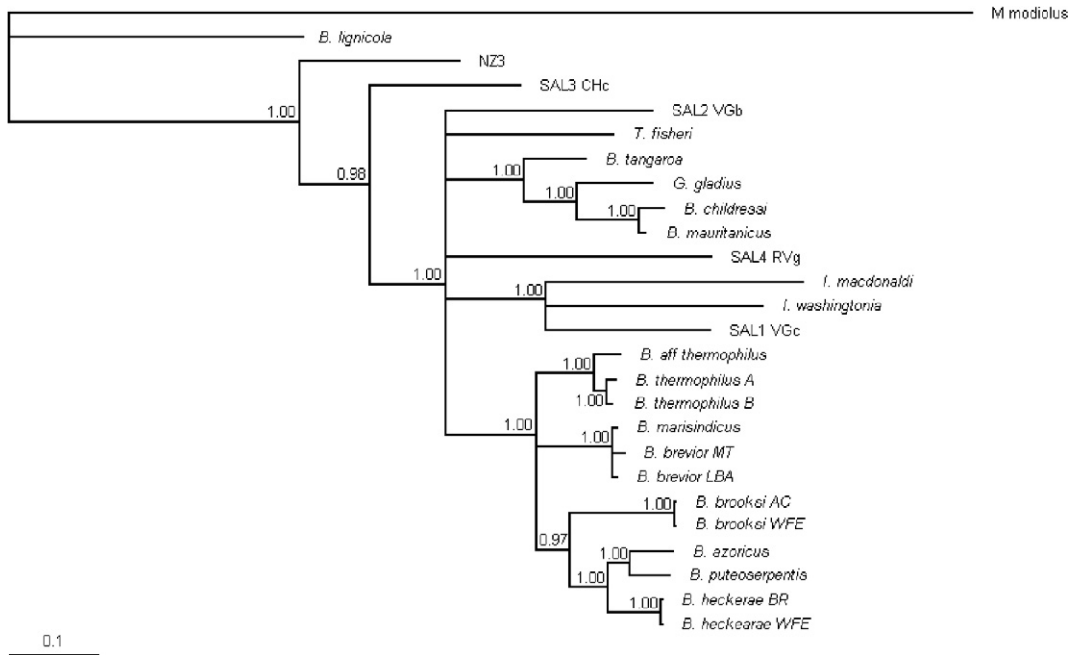 M modiolus
B. lignicola
NZ3
SAL3 CHc
1.00
SAL2 VGb
T. fisheri
B. tangaroa
0.98
1.00
G. gladius
1.00
B. childressi
1.00
B. mauritanicus
SAL4 RVg
1.00
I. macdonaldi
1.00
I. washingtonia
SAL1 VGc
B. aff thermophilus
1.00
B. thermophilus A
1.00
B. thermophilus B
1.00
B. marisindicus
1.00
B. brevior MT
B. brevior LBA
B. brooksi AC
1.00
B. brooksi WFE
0.97
B. azoricus
1.00
B. puteoserpentis
1.00
B. heckerae BR
1.00
B. heckearae WFE
0.1